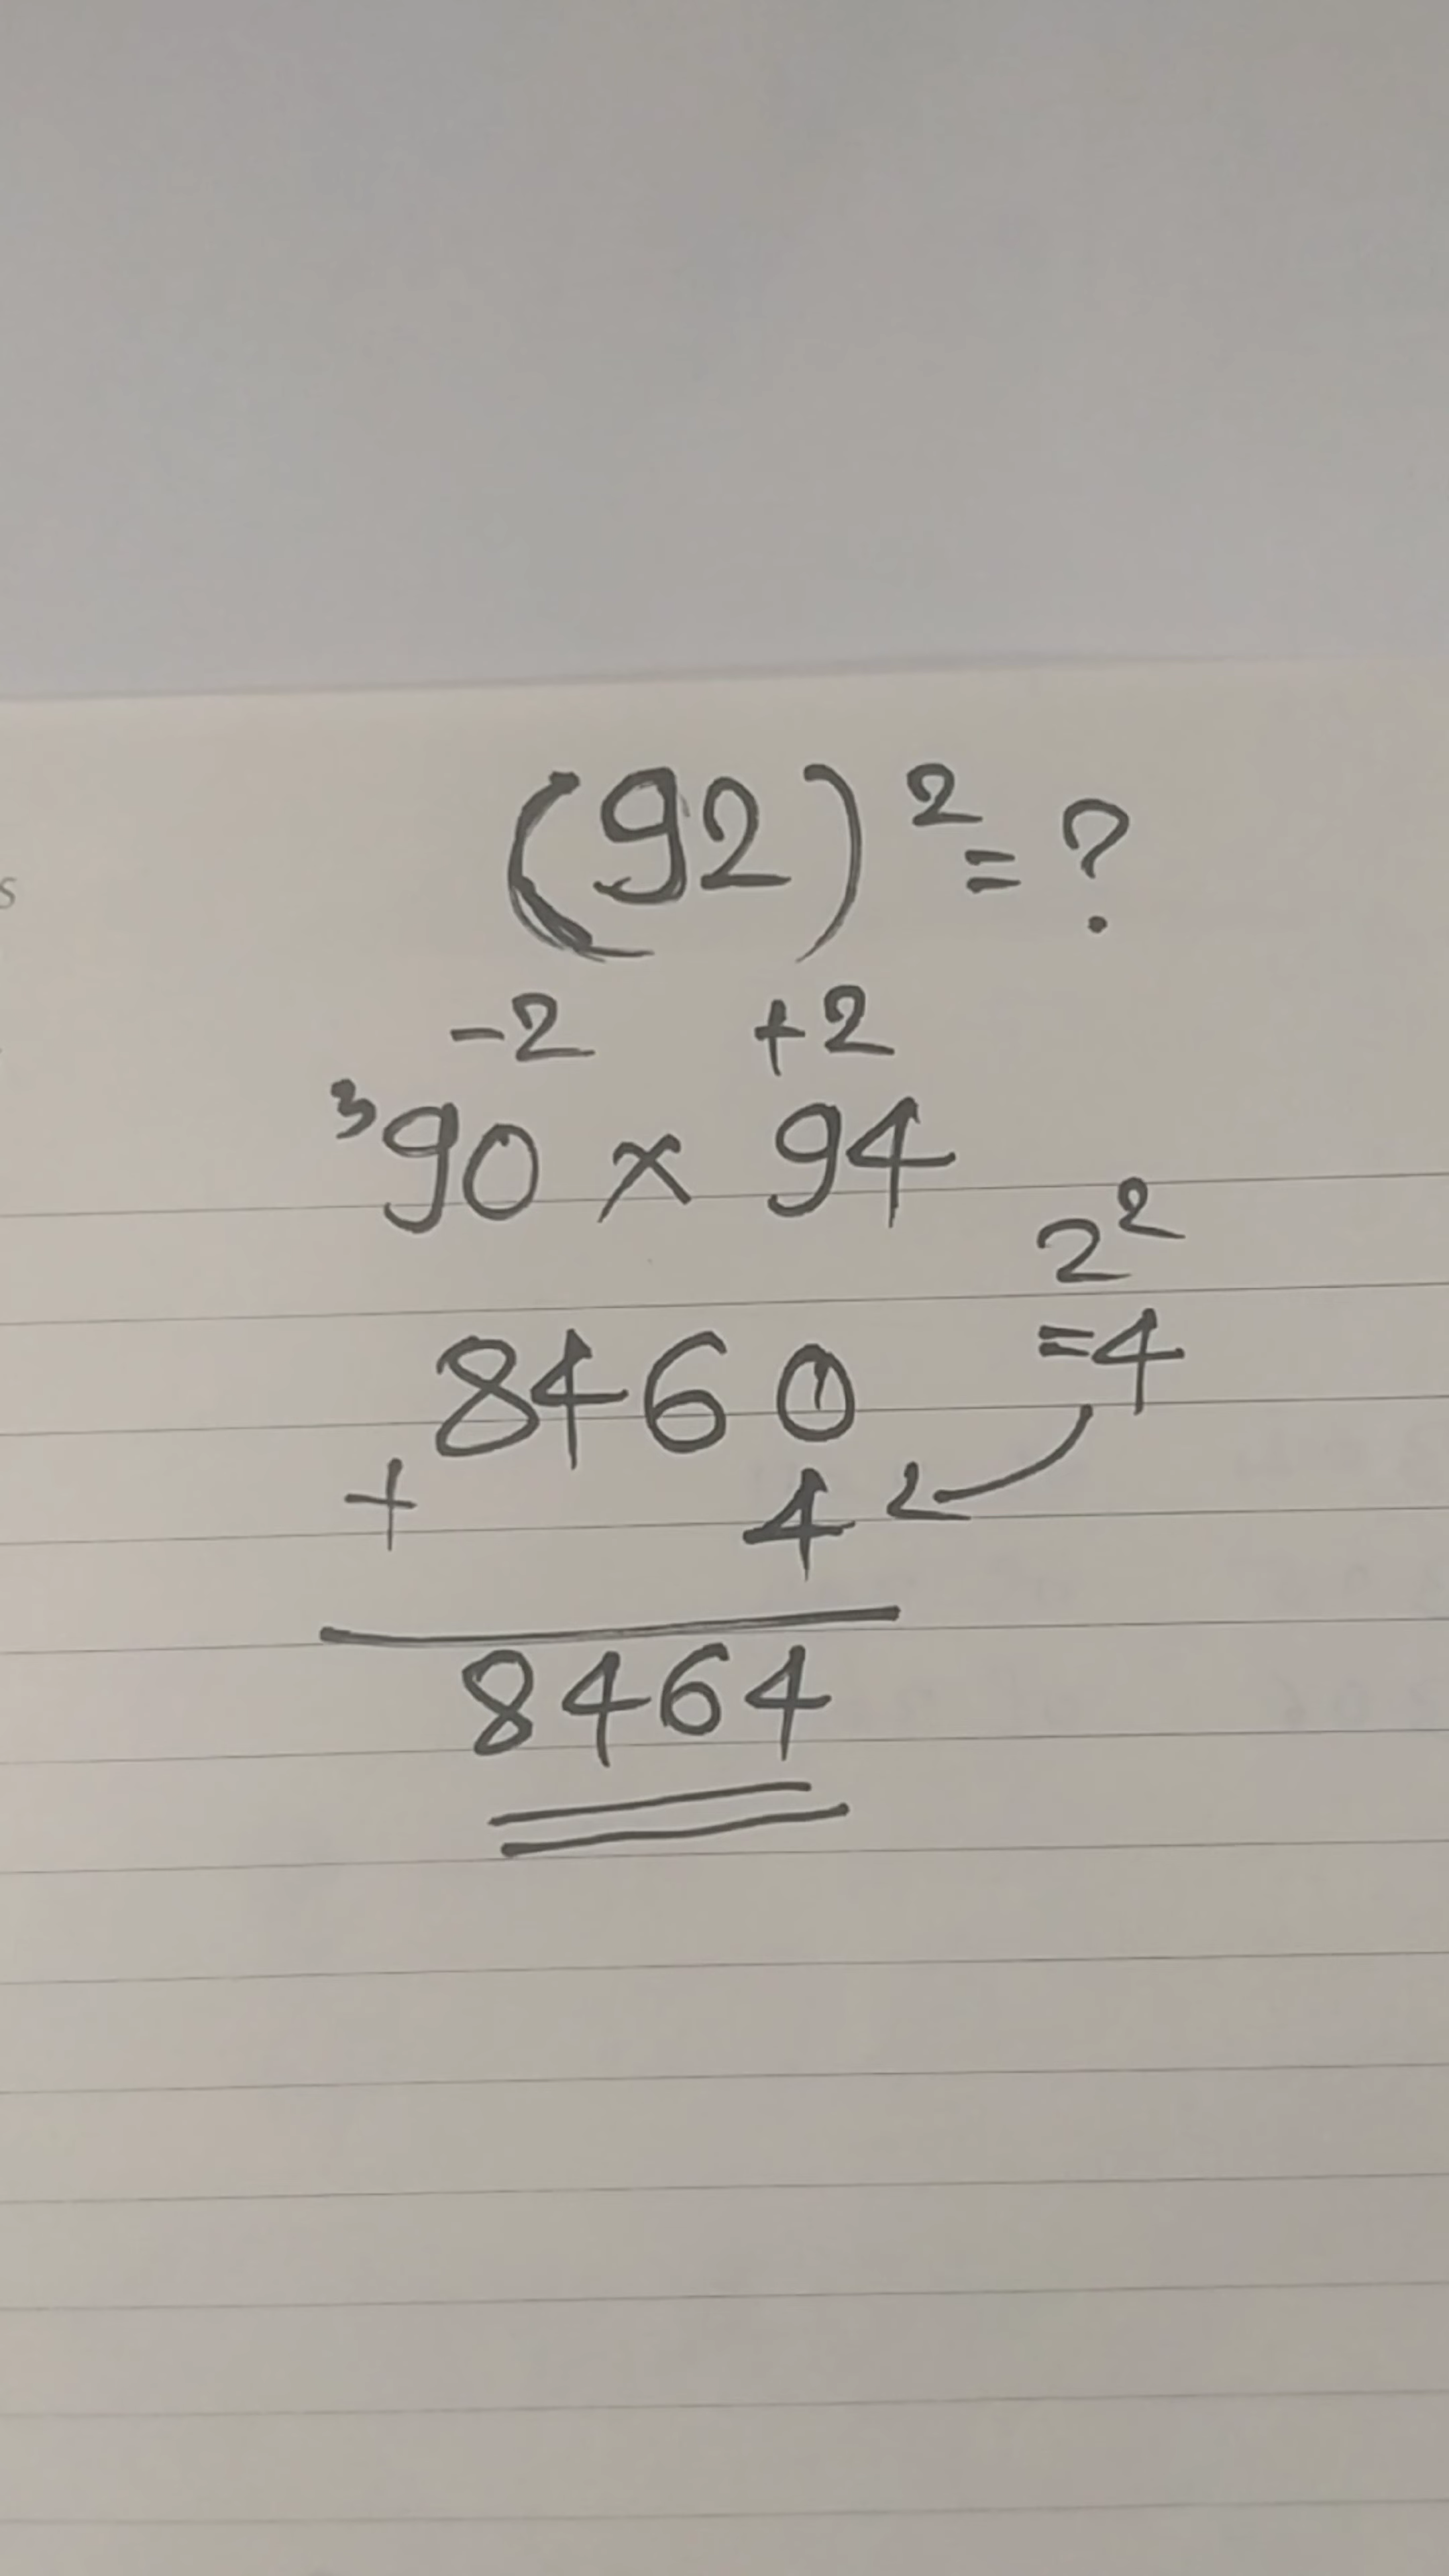 (92)² = ?
-2 +2
³90 × 94
2²
=4
8460
+ 4
8464
s